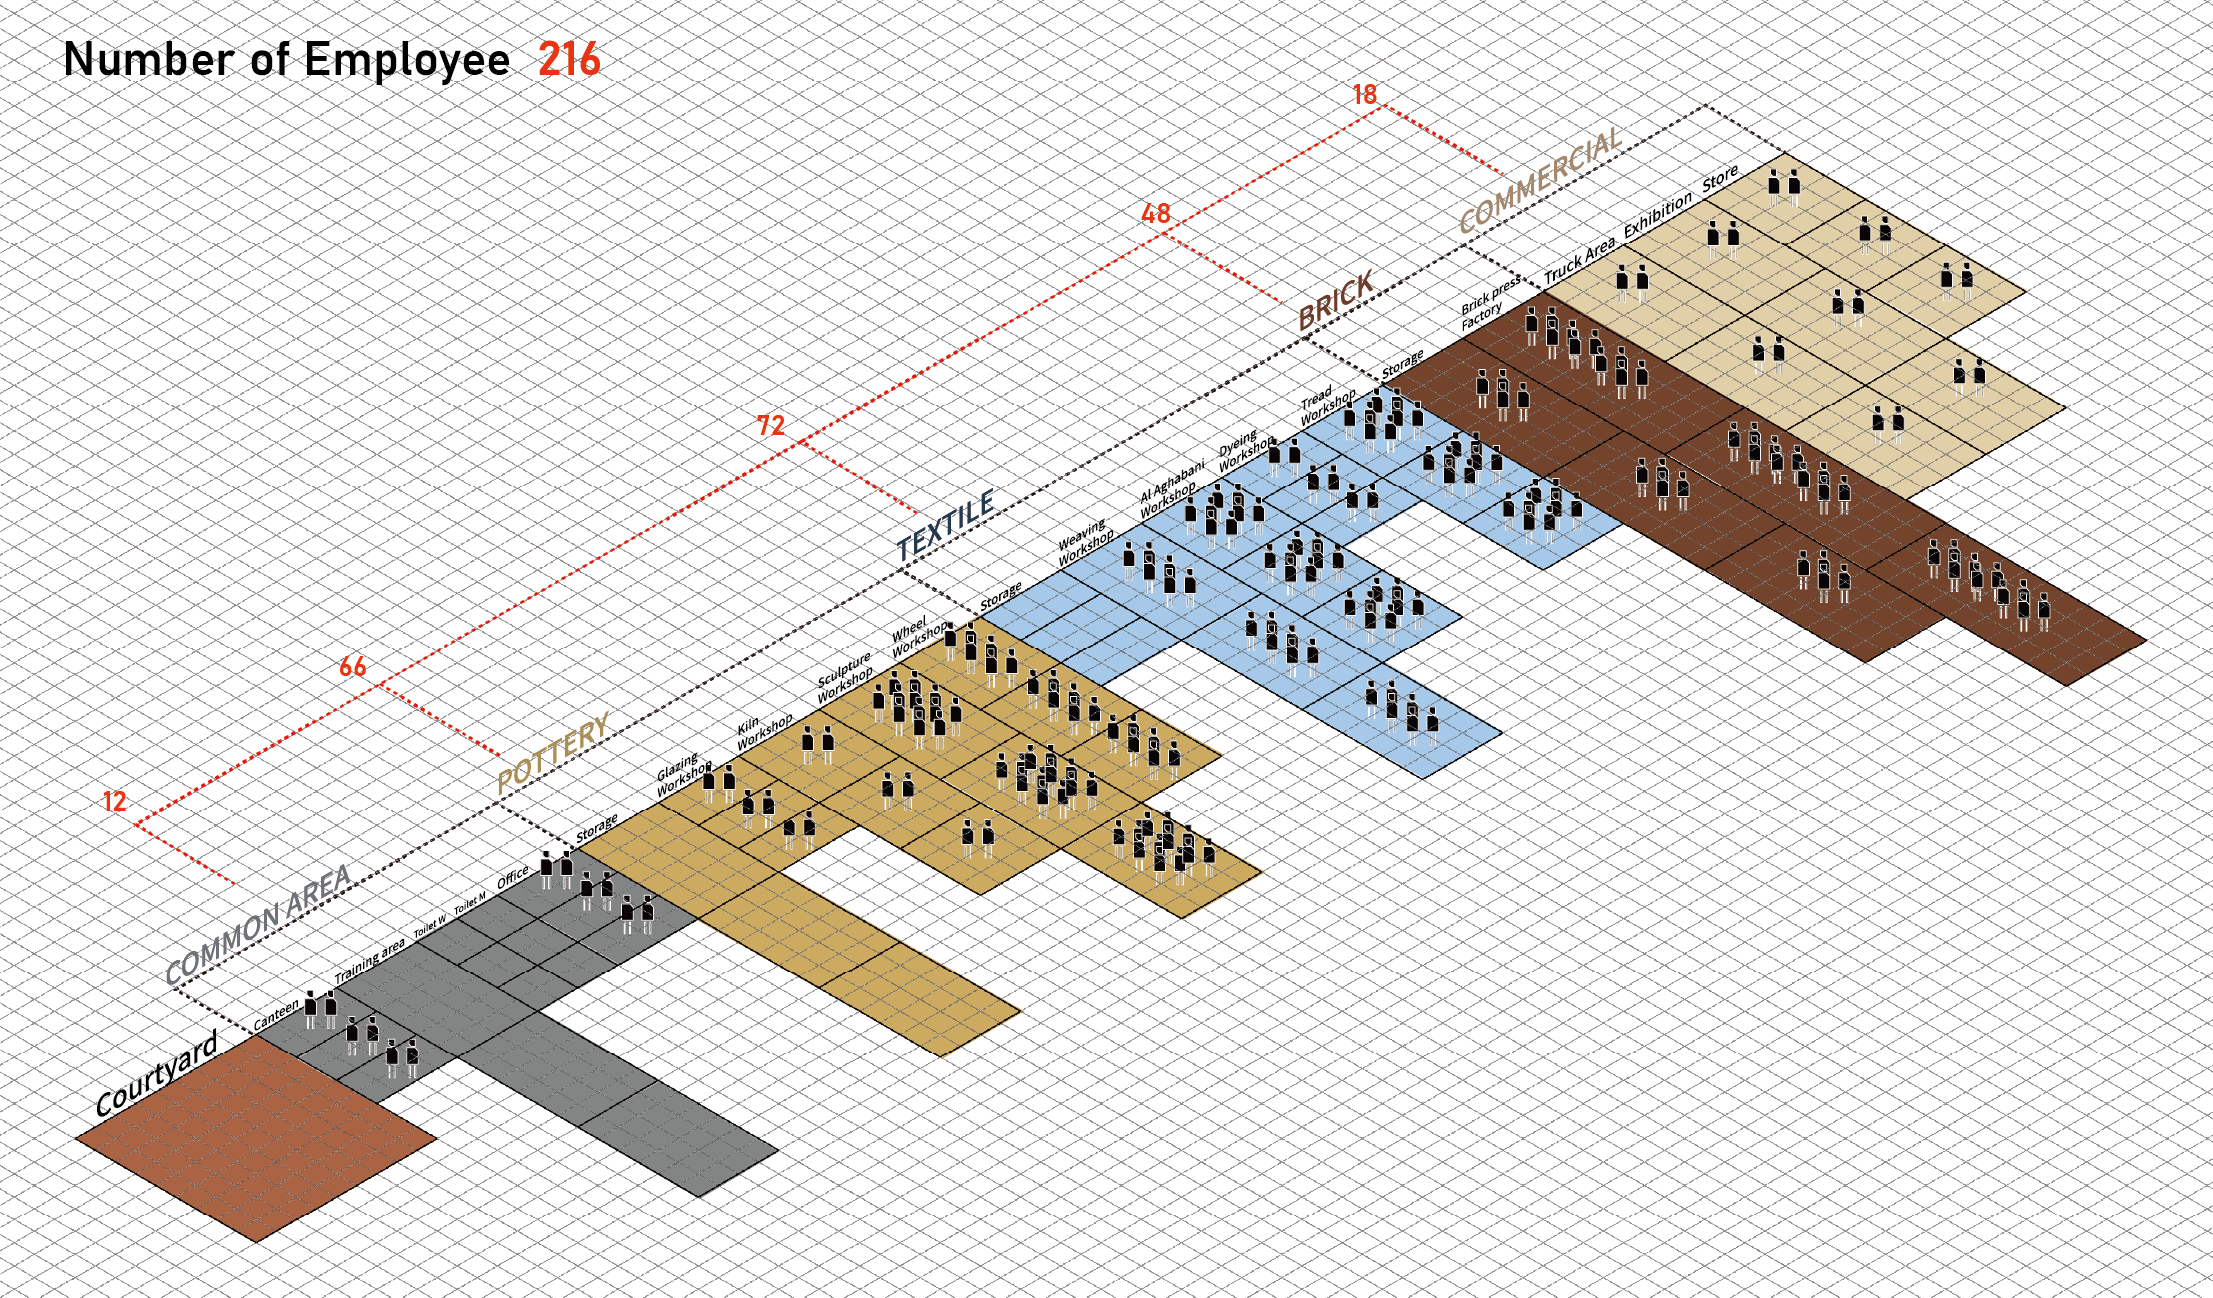 Number of Employee 216
18
48
72
66
12
COMMERCIAL
BRICK
TEXTILE
POTTERY
COMMON AREA
Store
Exhibition
Truck Area
Brick press
Factory
Storage
Tread
Workshop
Dyeing
Workshop
Al Aghabani
Workshop
Weaving
Workshop
Storage
Wheel
Workshop
Sculpture
Workshop
Kiln
Workshop
Glazing
Workshop
Storage
Office
Toilet M
Toilet W
Training area
Canteen
Courtyard